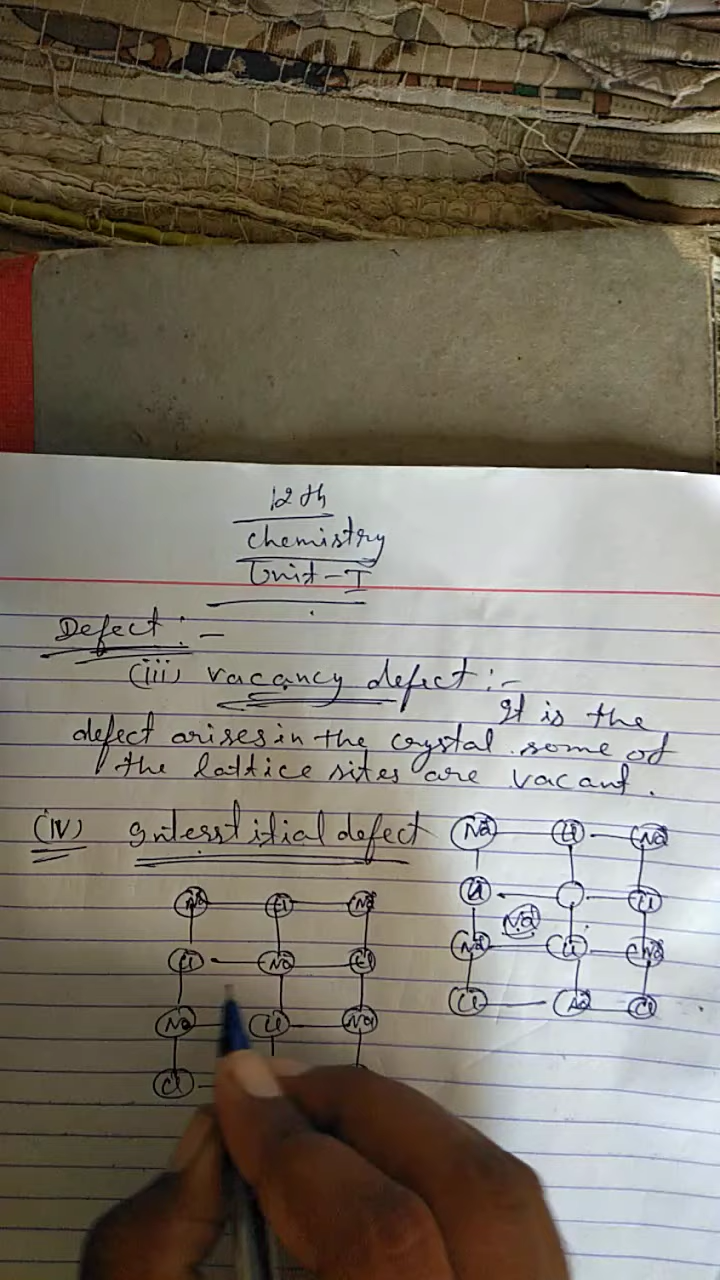 12th
Chemistry
Unit-I
Defect:-
(iii) vacancy defect:-
It is the
defect arises in the crystal some of
the lattice sites are vacant.
(iv) Interstitial defect
Na Cl Na
Cl Cl
Na
Na Cl Na
Cl Na Cl
Na Cl Na
Cl Na Cl
Na Cl Na
Cl